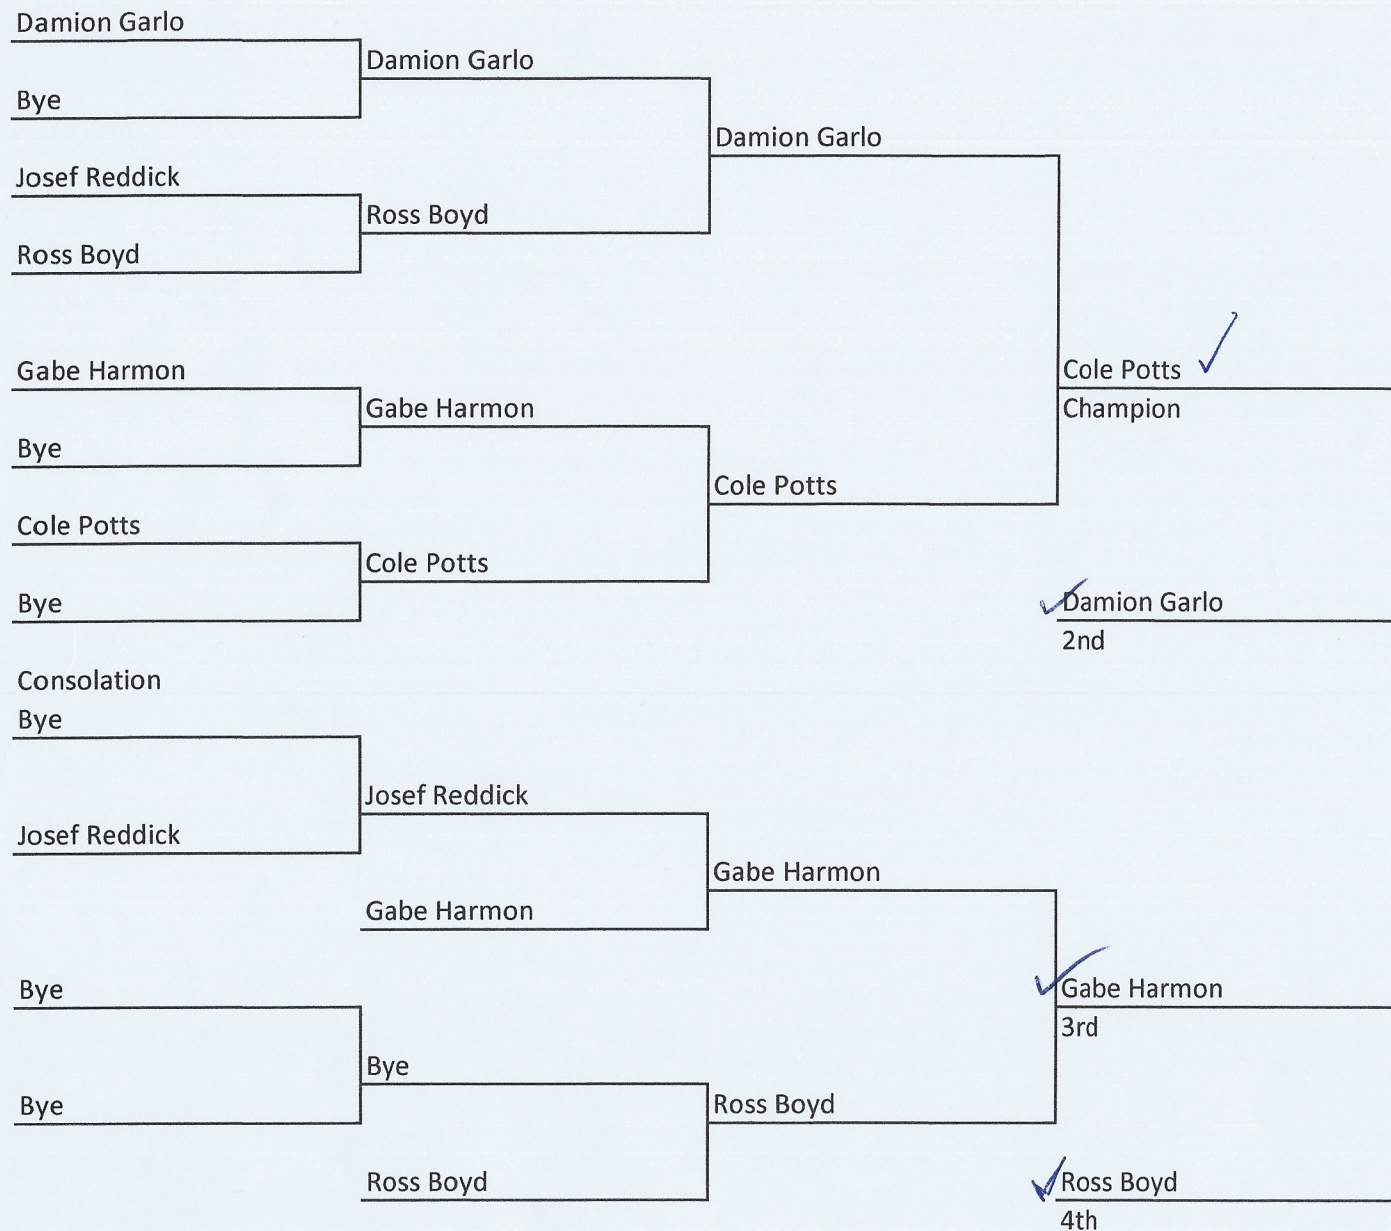 Damion Garlo
Damion Garlo
Bye
Damion Garlo
Josef Reddick
Ross Boyd
Ross Boyd
Gabe Harmon
Cole Potts
Champion
Gabe Harmon
Bye
Cole Potts
Cole Potts
Cole Potts
Bye
Damion Garlo
2nd
Consolation
Bye
Josef Reddick
Josef Reddick
Gabe Harmon
Gabe Harmon
Bye
Gabe Harmon
3rd
Bye
Bye
Ross Boyd
Ross Boyd
Ross Boyd
4th